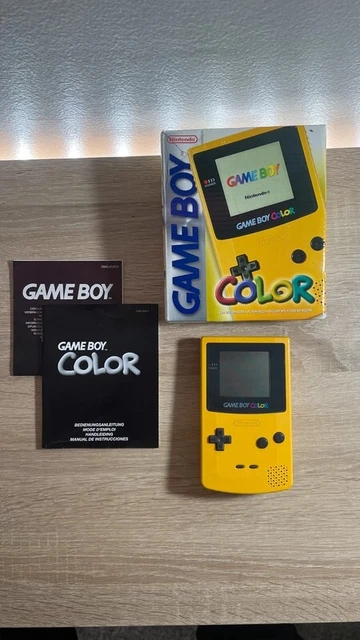 Nintendo
GAME BOY
GAME BOY
Nintendo
GAME BOY COLOR
COLOR
GAME BOY
GAME BOY
COLOR
BEDIENUNGSANLEITUNG
MODE D'EMPLOI
HANDLEIDING
MANUAL DE INSTRUCCIONES
GAME BOY COLOR
Nintendo